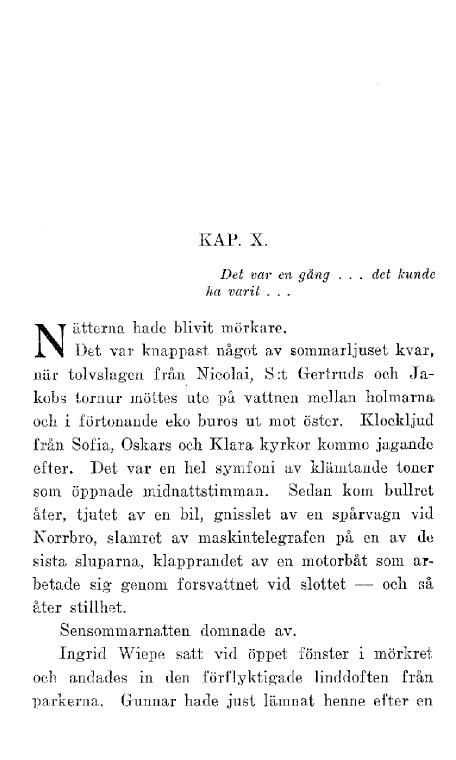 KAP. X.
Det var en gång . . . det kunde
ha varit . . .
Nätterna hade blivit mörkare.
Det var knappast något av sommarljuset kvar,
när tolvslagen från Nicolai, S:t Gertruds och Ja-
kobs tornur möttes ute på vattnen mellan holmarna
och i förtonande eko buros ut mot öster. Klockljud
från Sofia, Oskars och Klara kyrkor kommo jagande
efter. Det var en hel symfoni av klämtande toner
som öppnade midnattstimman. Sedan kom bullret
åter, tjutet av en bil, gnisslet av en spårvagn vid
Norrbro, slamret av maskintelegrafen på en av de
sista sluparna, klapprandet av en motorbåt som ar-
betade sig genom forsvattnet vid slottet — och så
åter stillhet.
Sensommarnatten domnade av.
Ingrid Wiepe satt vid öppet fönster i mörkret
och andades in den förflyktigade linddoften från
parkerna. Gunnar hade just lämnat henne efter en